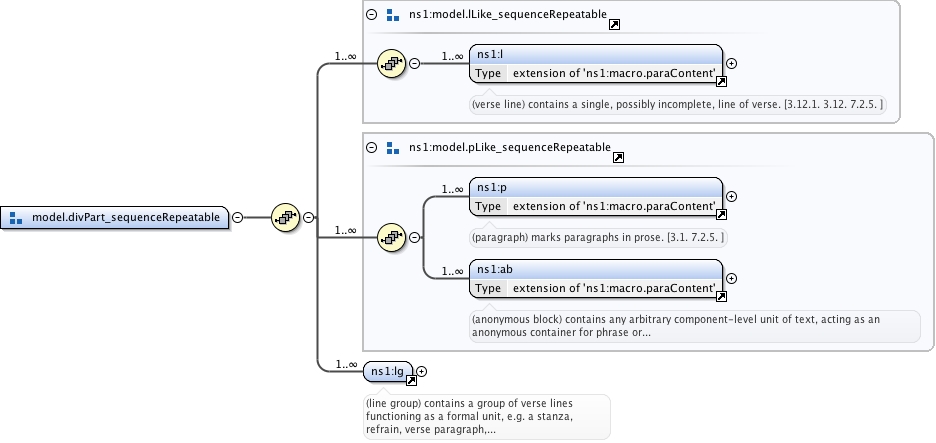 ns1:model.lLike_sequenceRepeatable
1..∞
1..∞
ns1:l
Type extension of 'ns1:macro.paraContent'
(verse line) contains a single, possibly incomplete, line of verse. [3.12.1. 3.12. 7.2.5. ]
ns1:model.pLike_sequenceRepeatable
1..∞
ns1:p
Type extension of 'ns1:macro.paraContent'
(paragraph) marks paragraphs in prose. [3.1. 7.2.5. ]
model.divPart_sequenceRepeatable
1..∞
1..∞
ns1:ab
Type extension of 'ns1:macro.paraContent'
(anonymous block) contains any arbitrary component-level unit of text, acting as an
anonymous container for phrase or...
1..∞
ns1:lg
(line group) contains a group of verse lines
functioning as a formal unit, e.g. a stanza,
refrain, verse paragraph,...